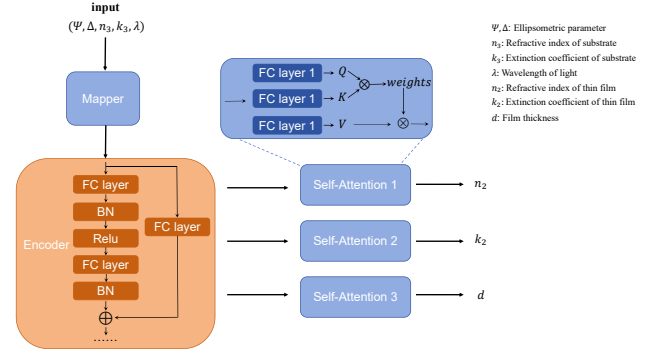 input
(Ψ, Δ, n₃, k₃, λ)
Mapper
Encoder
FC layer
BN
Relu
FC layer
BN
FC layer
......
FC layer 1
Q
FC layer 1
K
weights
FC layer 1
V
Self-Attention 1
n₂
Self-Attention 2
k₂
Self-Attention 3
d
Ψ, Δ: Ellipsometric parameter
n₃: Refractive index of substrate
k₃: Extinction coefficient of substrate
λ: Wavelength of light
n₂: Refractive index of thin film
k₂: Extinction coefficient of thin film
d: Film thickness